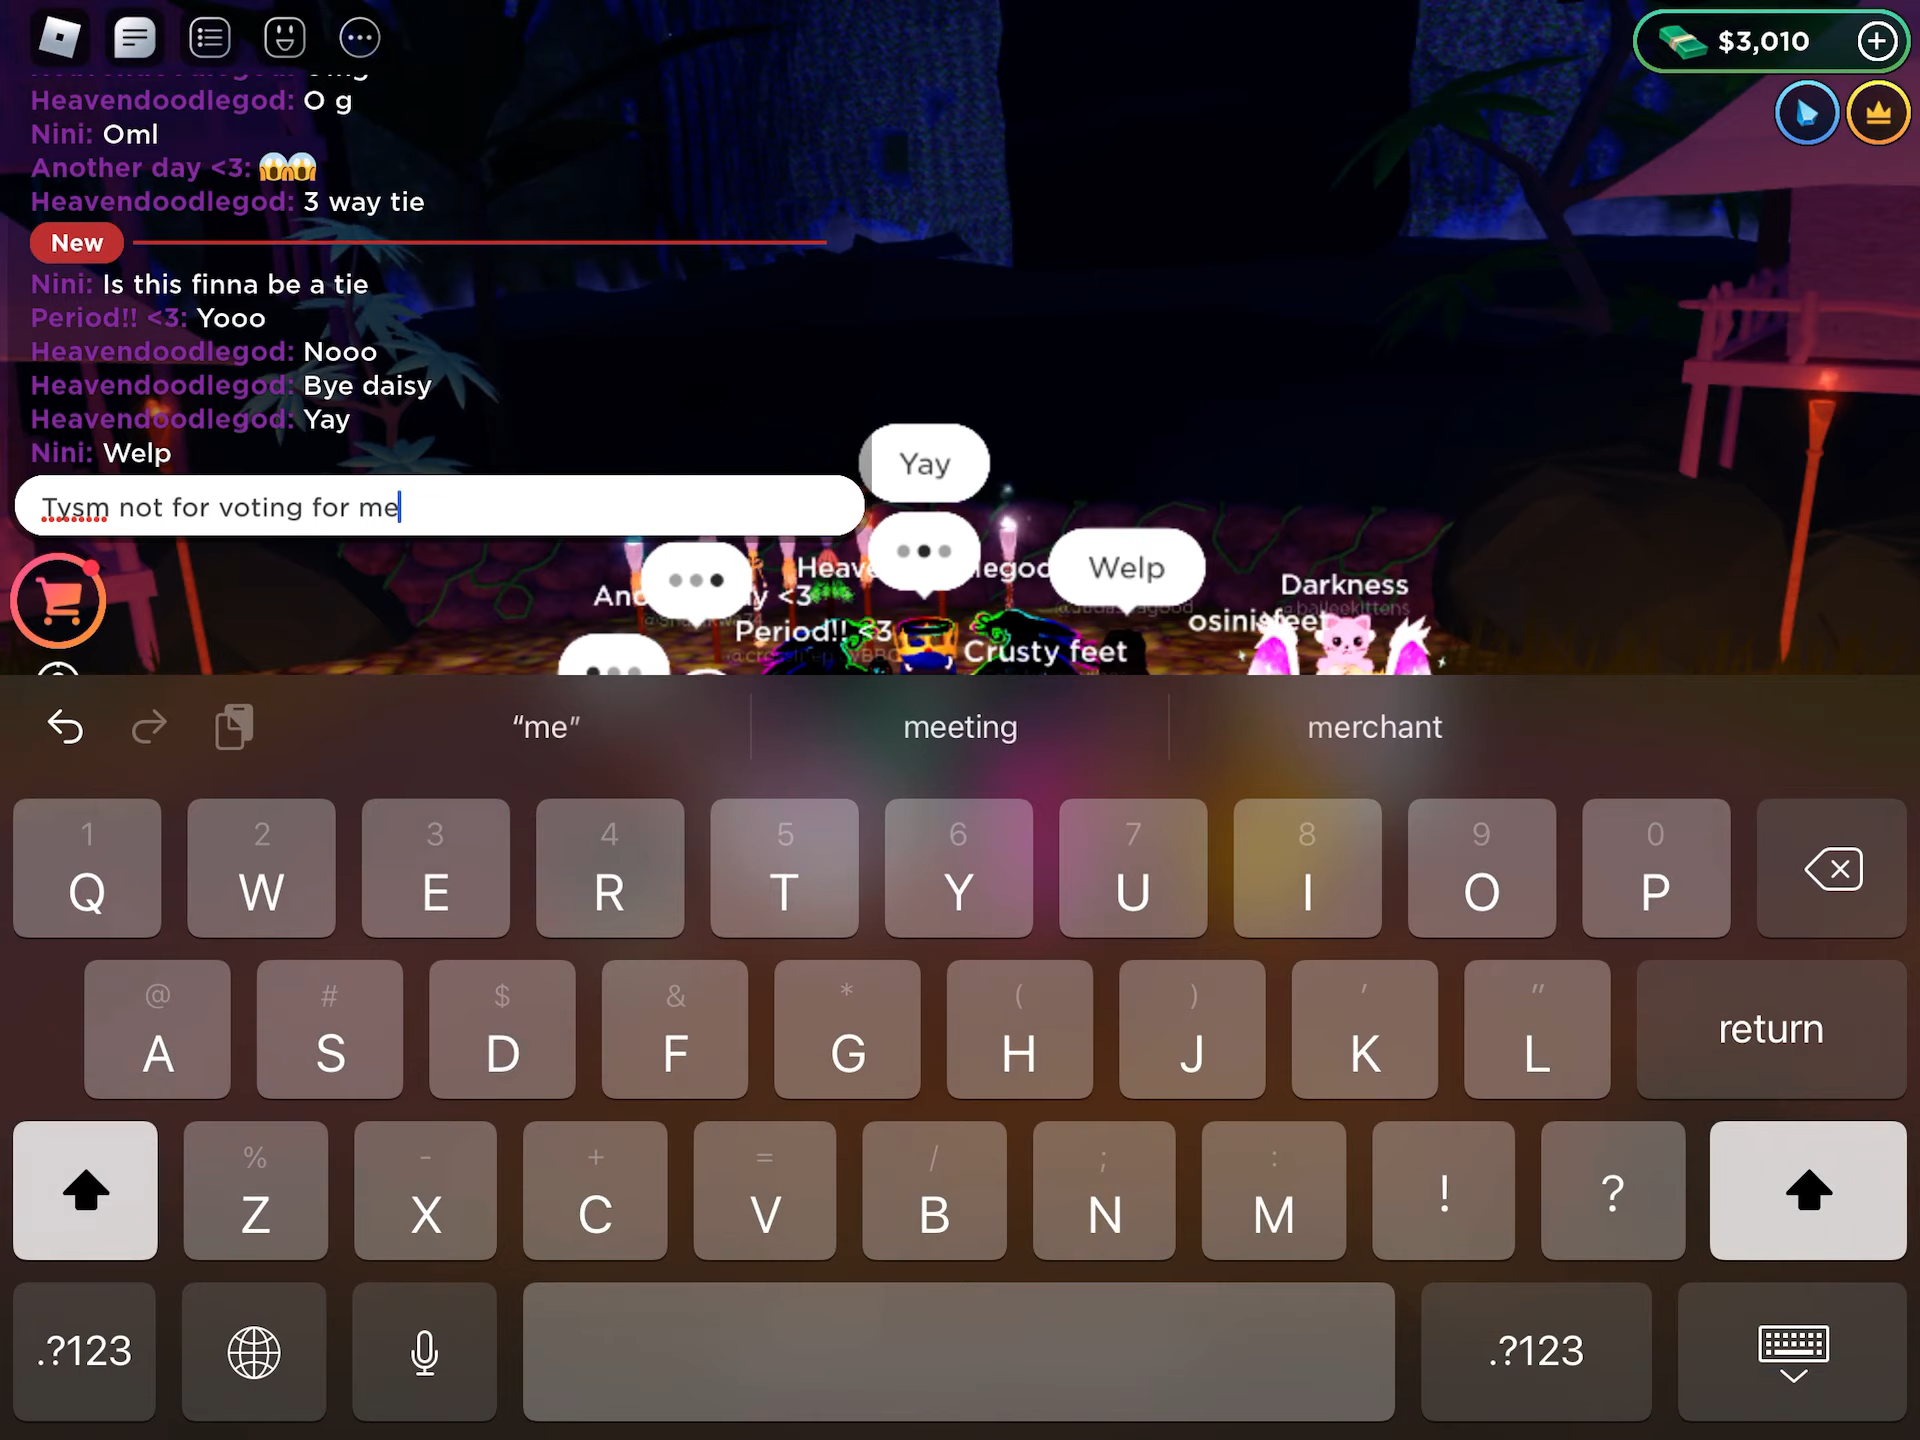 $3,010
Heavendoodlegod: O g
Nini: Oml
Another day <3: 😱😱
Heavendoodlegod: 3 way tie
New
Nini: Is this finna be a tie
Period!! <3: Yooo
Heavendoodlegod: Nooo
Heavendoodlegod: Bye daisy
Heavendoodlegod: Yay
Nini: Welp
Tysm not for voting for me
Yay
Welp
Darkness
@baileekittens
Period!! <3
Crusty feet
“me” meeting merchant
1 2 3 4 5 6 7 8 9 0
Q W E R T Y U I O P
@ # $ & * ( ) ' "
A S D F G H J K L return
% - + = / ; :
Z X C V B N M ! ?
.?123 .?123